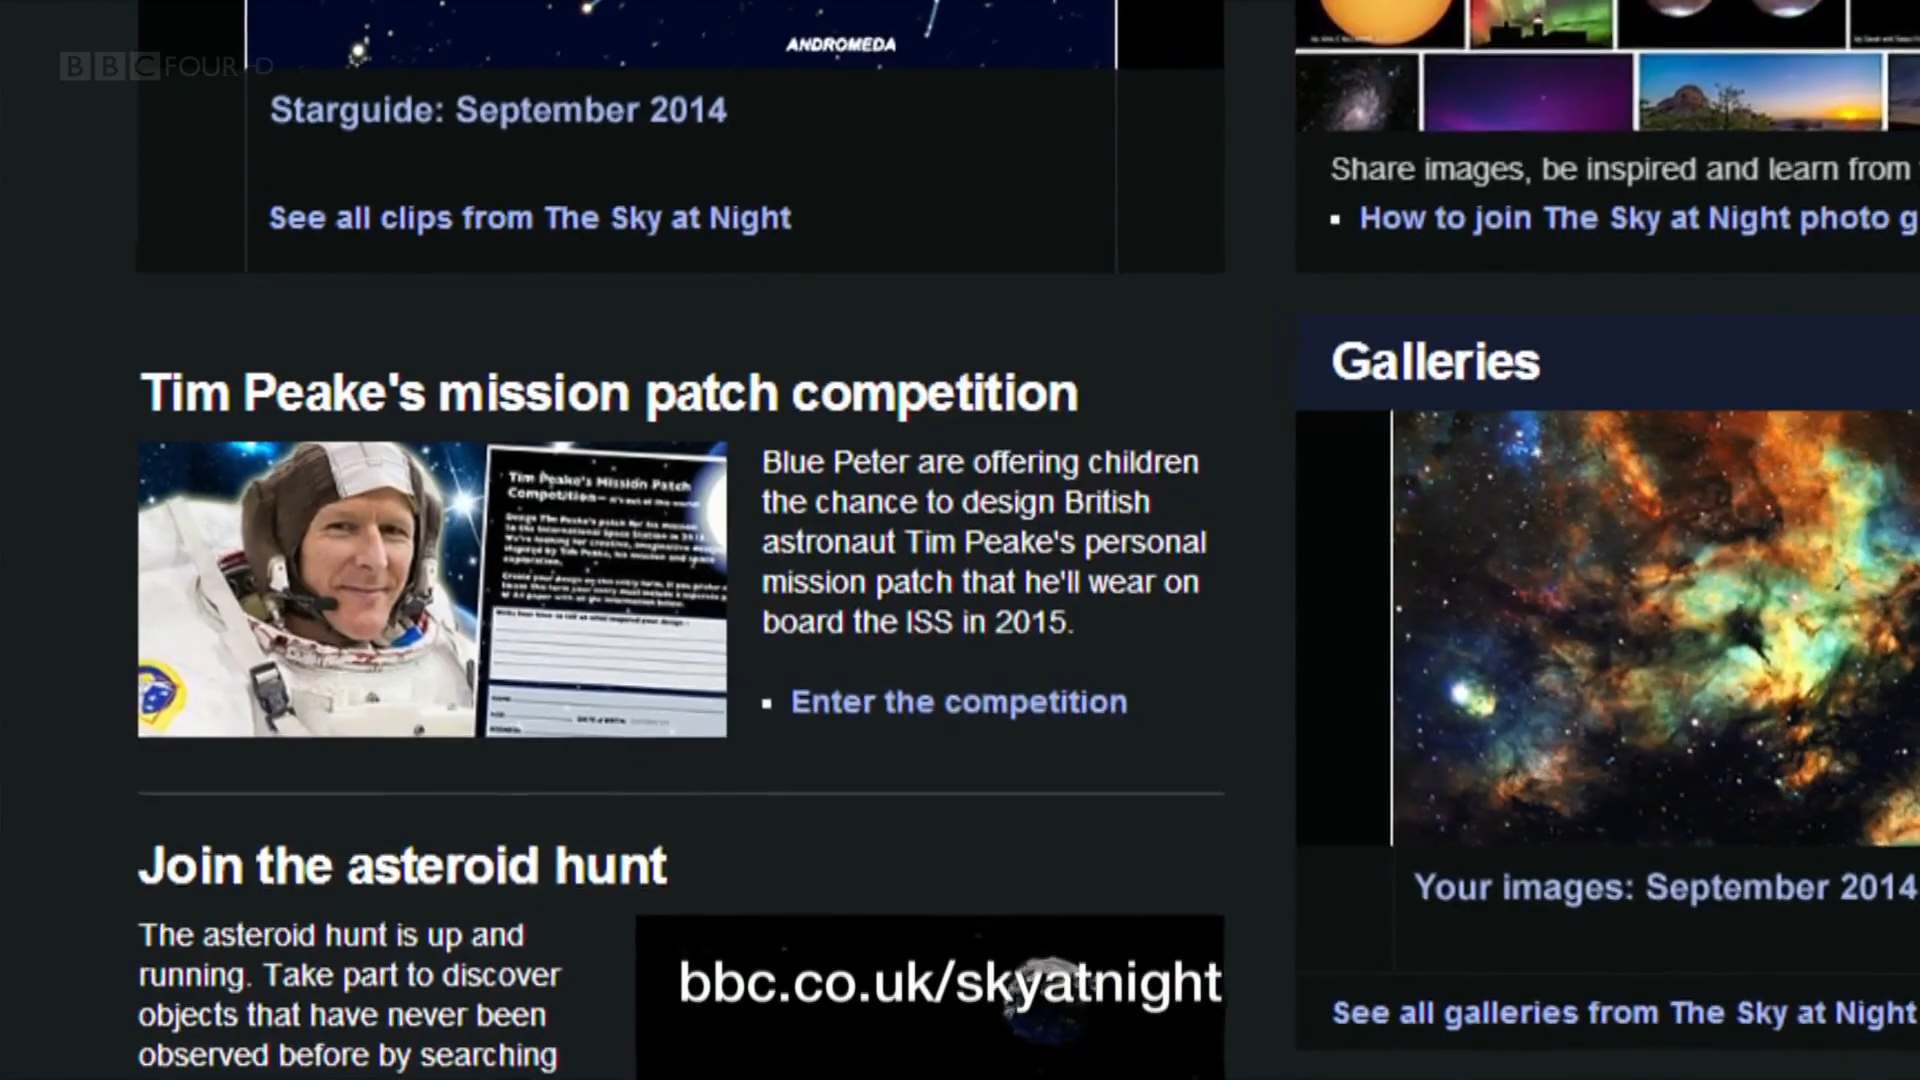 BBC FOUR HD
ANDROMEDA
Starguide: September 2014
See all clips from The Sky at Night
Share images, be inspired and learn from
How to join The Sky at Night photo g
Tim Peake's mission patch competition
Tim Peake's Mission Patch
Competition
Blue Peter are offering children
the chance to design British
astronaut Tim Peake's personal
mission patch that he'll wear on
board the ISS in 2015.
Enter the competition
Galleries
Your images: September 2014
See all galleries from The Sky at Night
Join the asteroid hunt
The asteroid hunt is up and
running. Take part to discover
objects that have never been
observed before by searching
bbc.co.uk/skyatnight